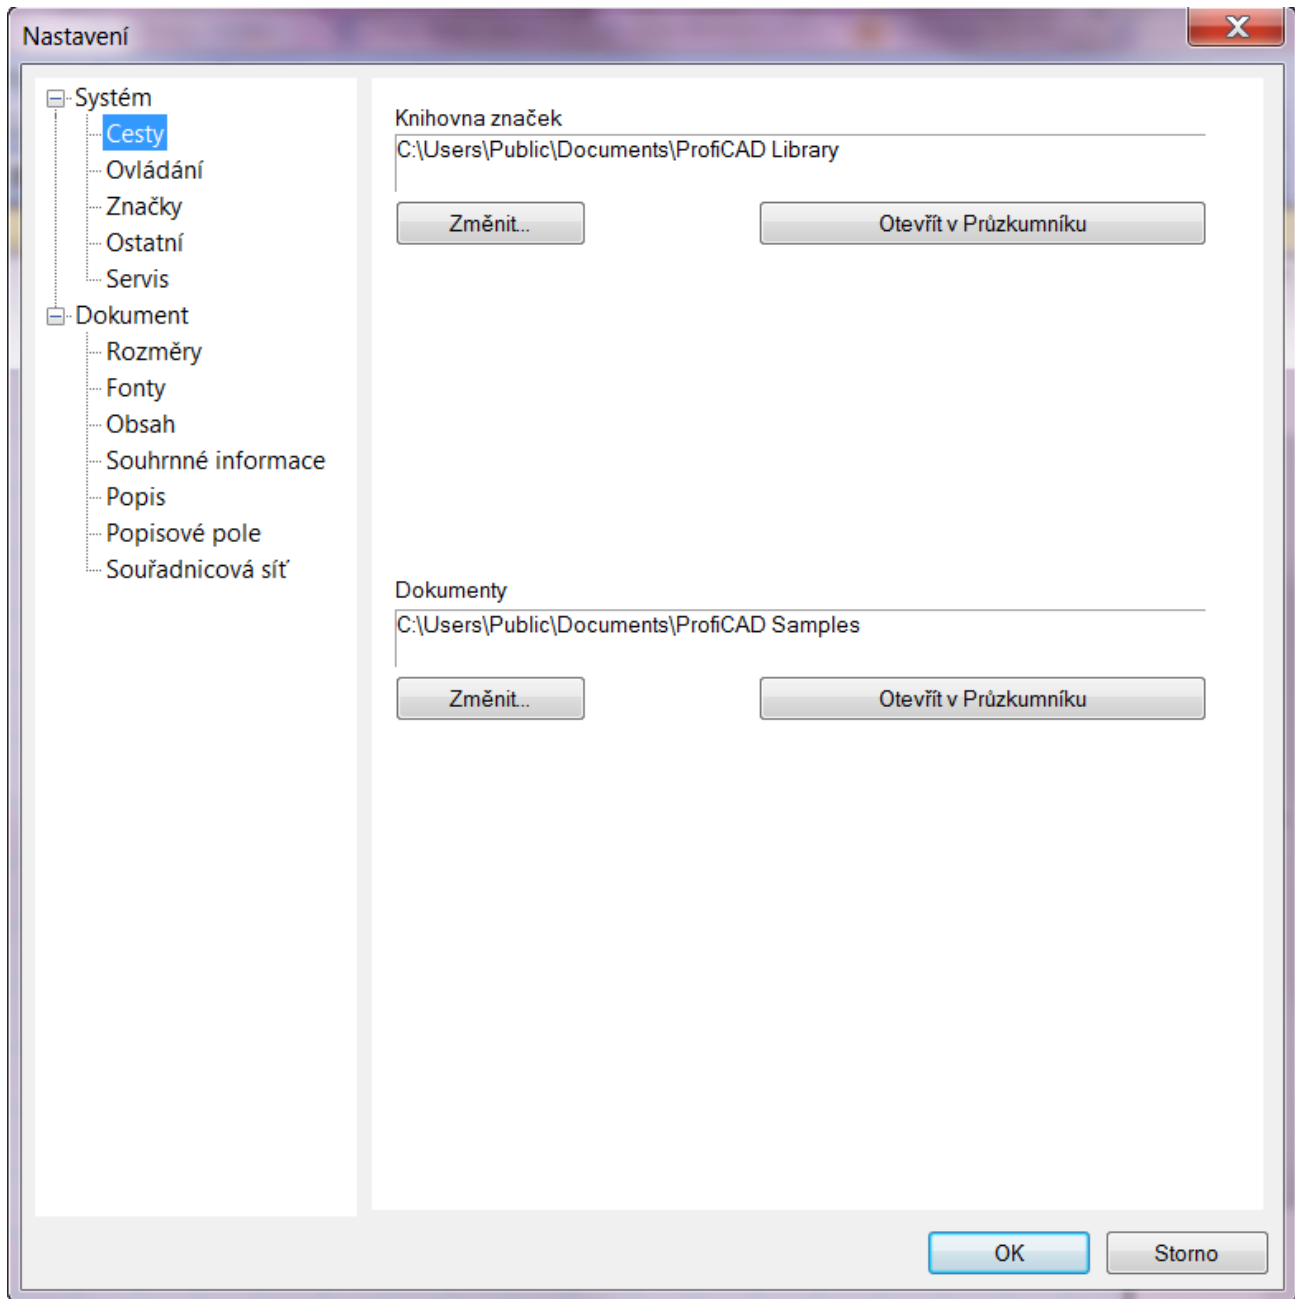 Nastavení
Systém
Cesty
Ovládání
Značky
Ostatní
Servis
Dokument
Rozměry
Fonty
Obsah
Souhrnné informace
Popis
Popisové pole
Souřadnicová síť
Knihovna značek
C:\Users\Public\Documents\ProfiCAD Library
Změnit... Otevřít v Průzkumníku
Dokumenty
C:\Users\Public\Documents\ProfiCAD Samples
Změnit... Otevřít v Průzkumníku
OK Storno